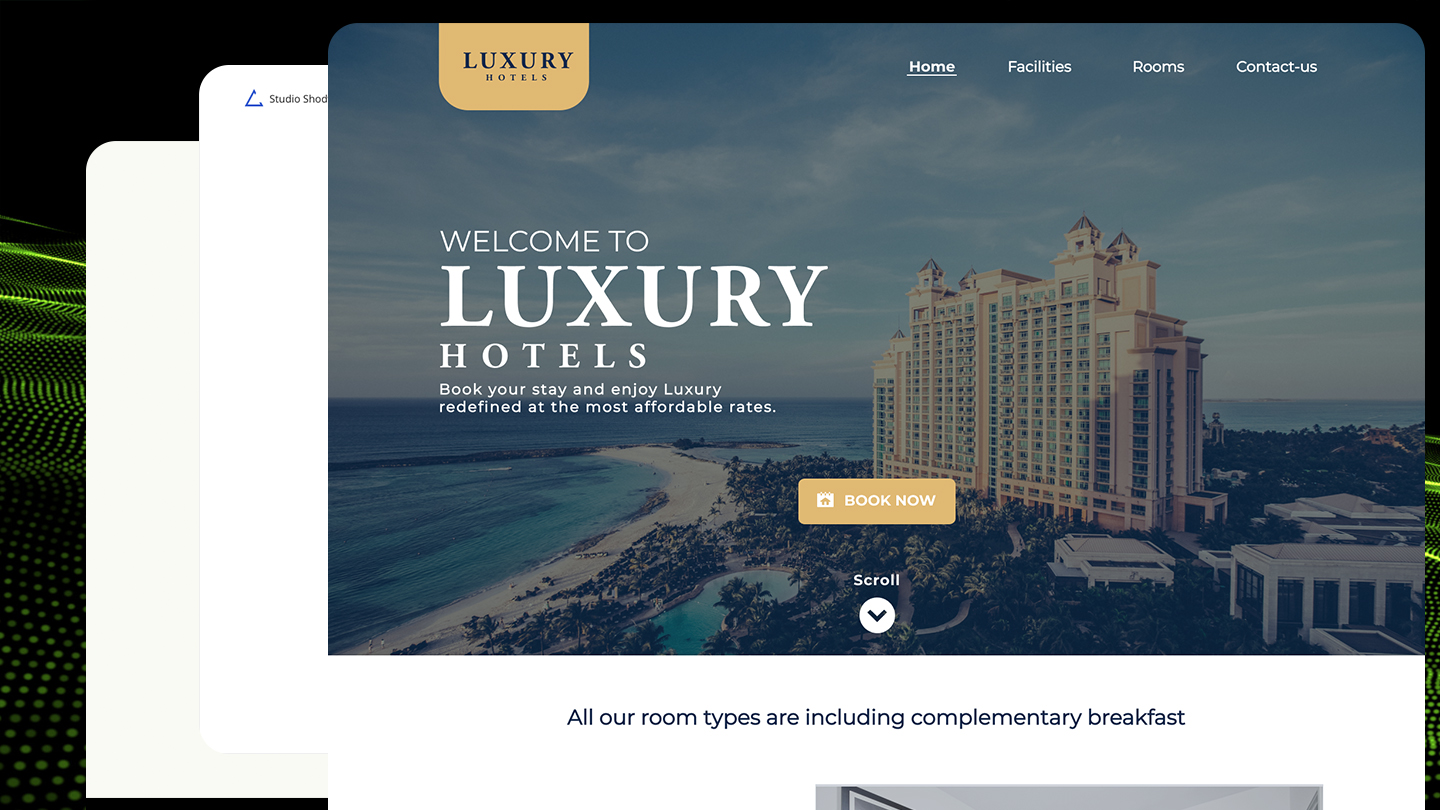 LUXURY
HOTELS
Home
Facilities
Rooms
Contact-us
Studio
WELCOME TO
LUXURY
HOTELS
Book your stay and enjoy Luxury
redefined at the most affordable rates.
BOOK NOW
Scroll
All our room types are including complementary breakfast